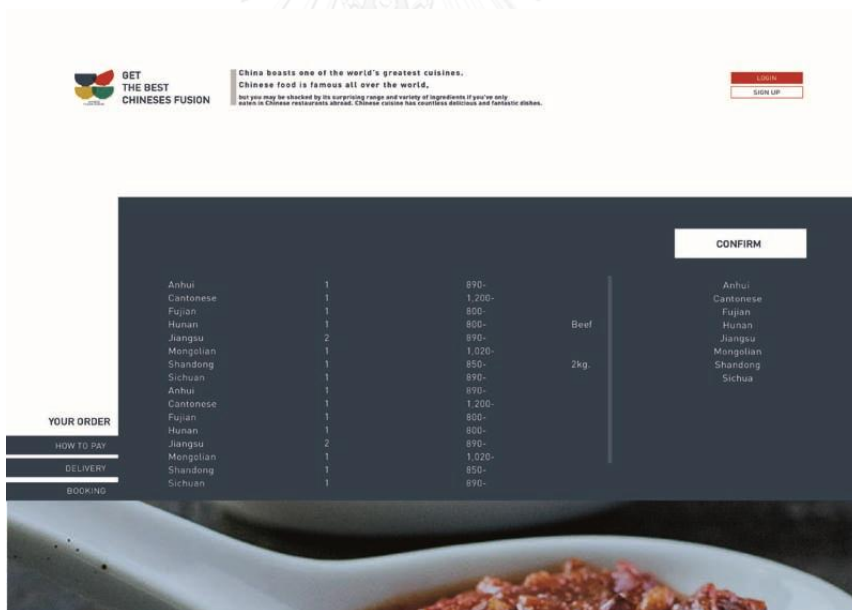 GET
THE BEST
CHINESES FUSION
China boasts one of the world's greatest cuisines.
Chinese food is famous all over the world,
but you may be shacked by its surprising range and variety of ingredients if you've only
eaten in Chinese restaurants abroad. Chinese cuisine has countless delicious and fantastic dishes.
LOGIN
SIGN UP
CONFIRM
Anhui 1 890-
Cantonese 1 1,200-
Fujian 1 800-
Hunan 1 800- Beef
Jiangsu 2 890-
Mongolian 1 1,020-
Shandong 1 850- 2kg.
Sichuan 1 890-
Anhui 1 890-
Cantonese 1 1,200-
Fujian 1 800-
Hunan 1 800-
Jiangsu 2 890-
Mongolian 1 1,020-
Shandong 1 850-
Sichuan 1 890-
Anhui
Cantonese
Fujian
Hunan
Jiangsu
Mongolian
Shandong
Sichua
YOUR ORDER
HOW TO PAY
DELIVERY
BOOKING